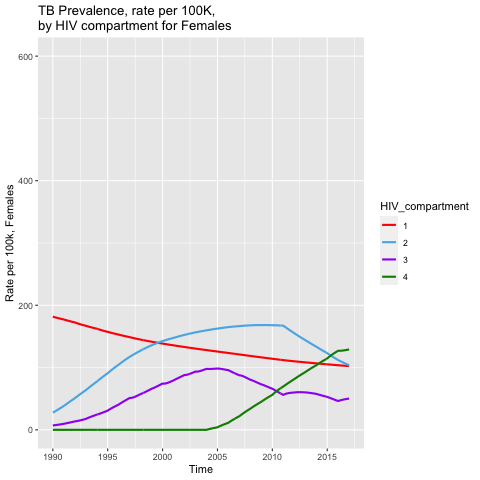 TB Prevalence, rate per 100K,
by HIV compartment for Females
600
400
200
0
Rate per 100k, Females
1990 1995 2000 2005 2010 2015
Time
HIV_compartment
1
2
3
4